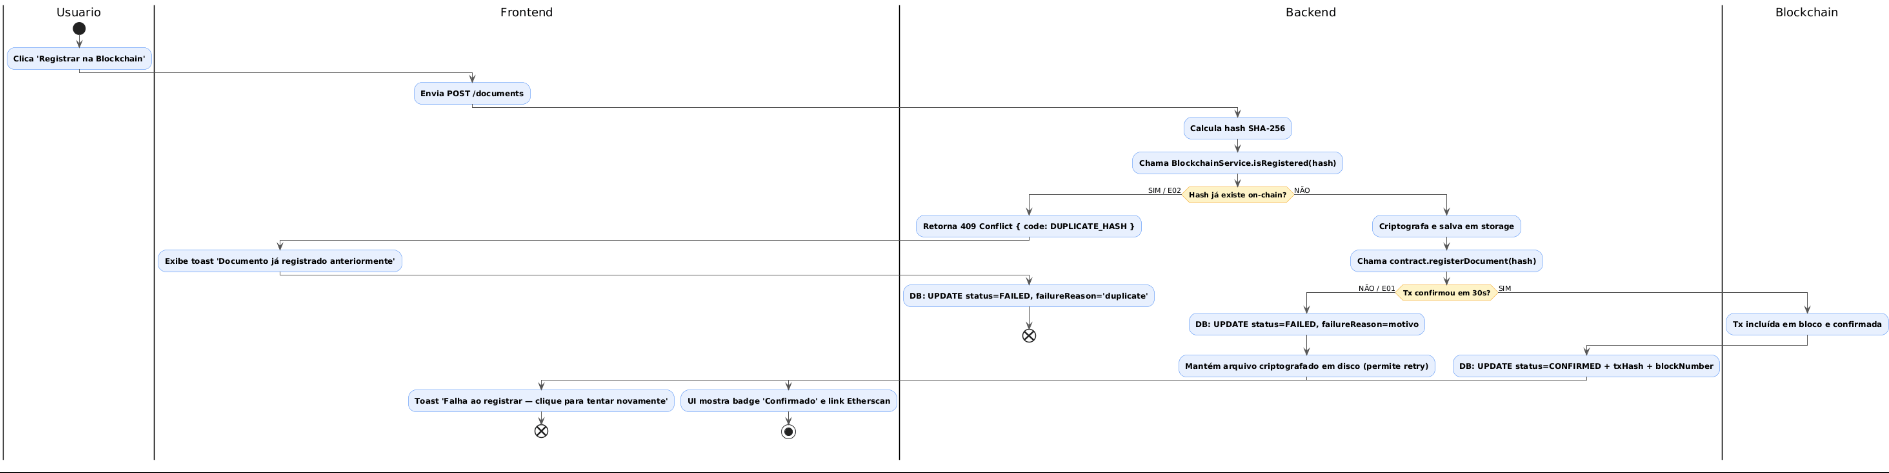 Usuario
Frontend
Backend
Blockchain
Clica 'Registrar na Blockchain'
Envia POST /documents
Calcula hash SHA-256
Chama BlockchainService.isRegistered(hash)
SIM / E02
Hash já existe on-chain?
NÃO
Retorna 409 Conflict { code: DUPLICATE_HASH }
Criptografa e salva em storage
Exibe toast 'Documento já registrado anteriormente'
Chama contract.registerDocument(hash)
DB: UPDATE status=FAILED, failureReason='duplicate'
NÃO / E01
Tx confirmou em 30s?
SIM
DB: UPDATE status=FAILED, failureReason=motivo
Tx incluída em bloco e confirmada
Mantém arquivo criptografado em disco (permite retry)
DB: UPDATE status=CONFIRMED + txHash + blockNumber
Toast 'Falha ao registrar — clique para tentar novamente'
UI mostra badge 'Confirmado' e link Etherscan